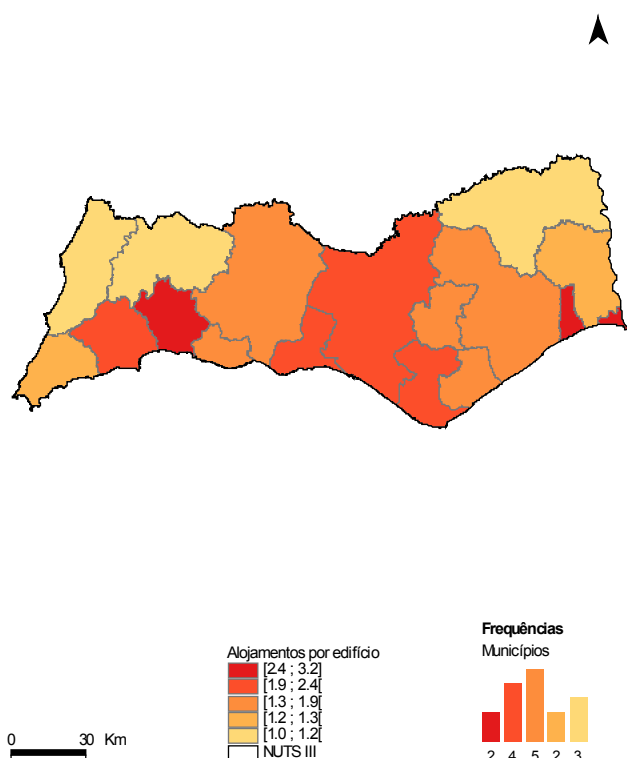 Alojamentos por edifício
[2.4 ; 3.2]
[1.9 ; 2.4[
[1.3 ; 1.9[
[1.2 ; 1.3[
[1.0 ; 1.2[
NUTS III
Frequências
Municípios
2 4 5 2 3
0 30 Km